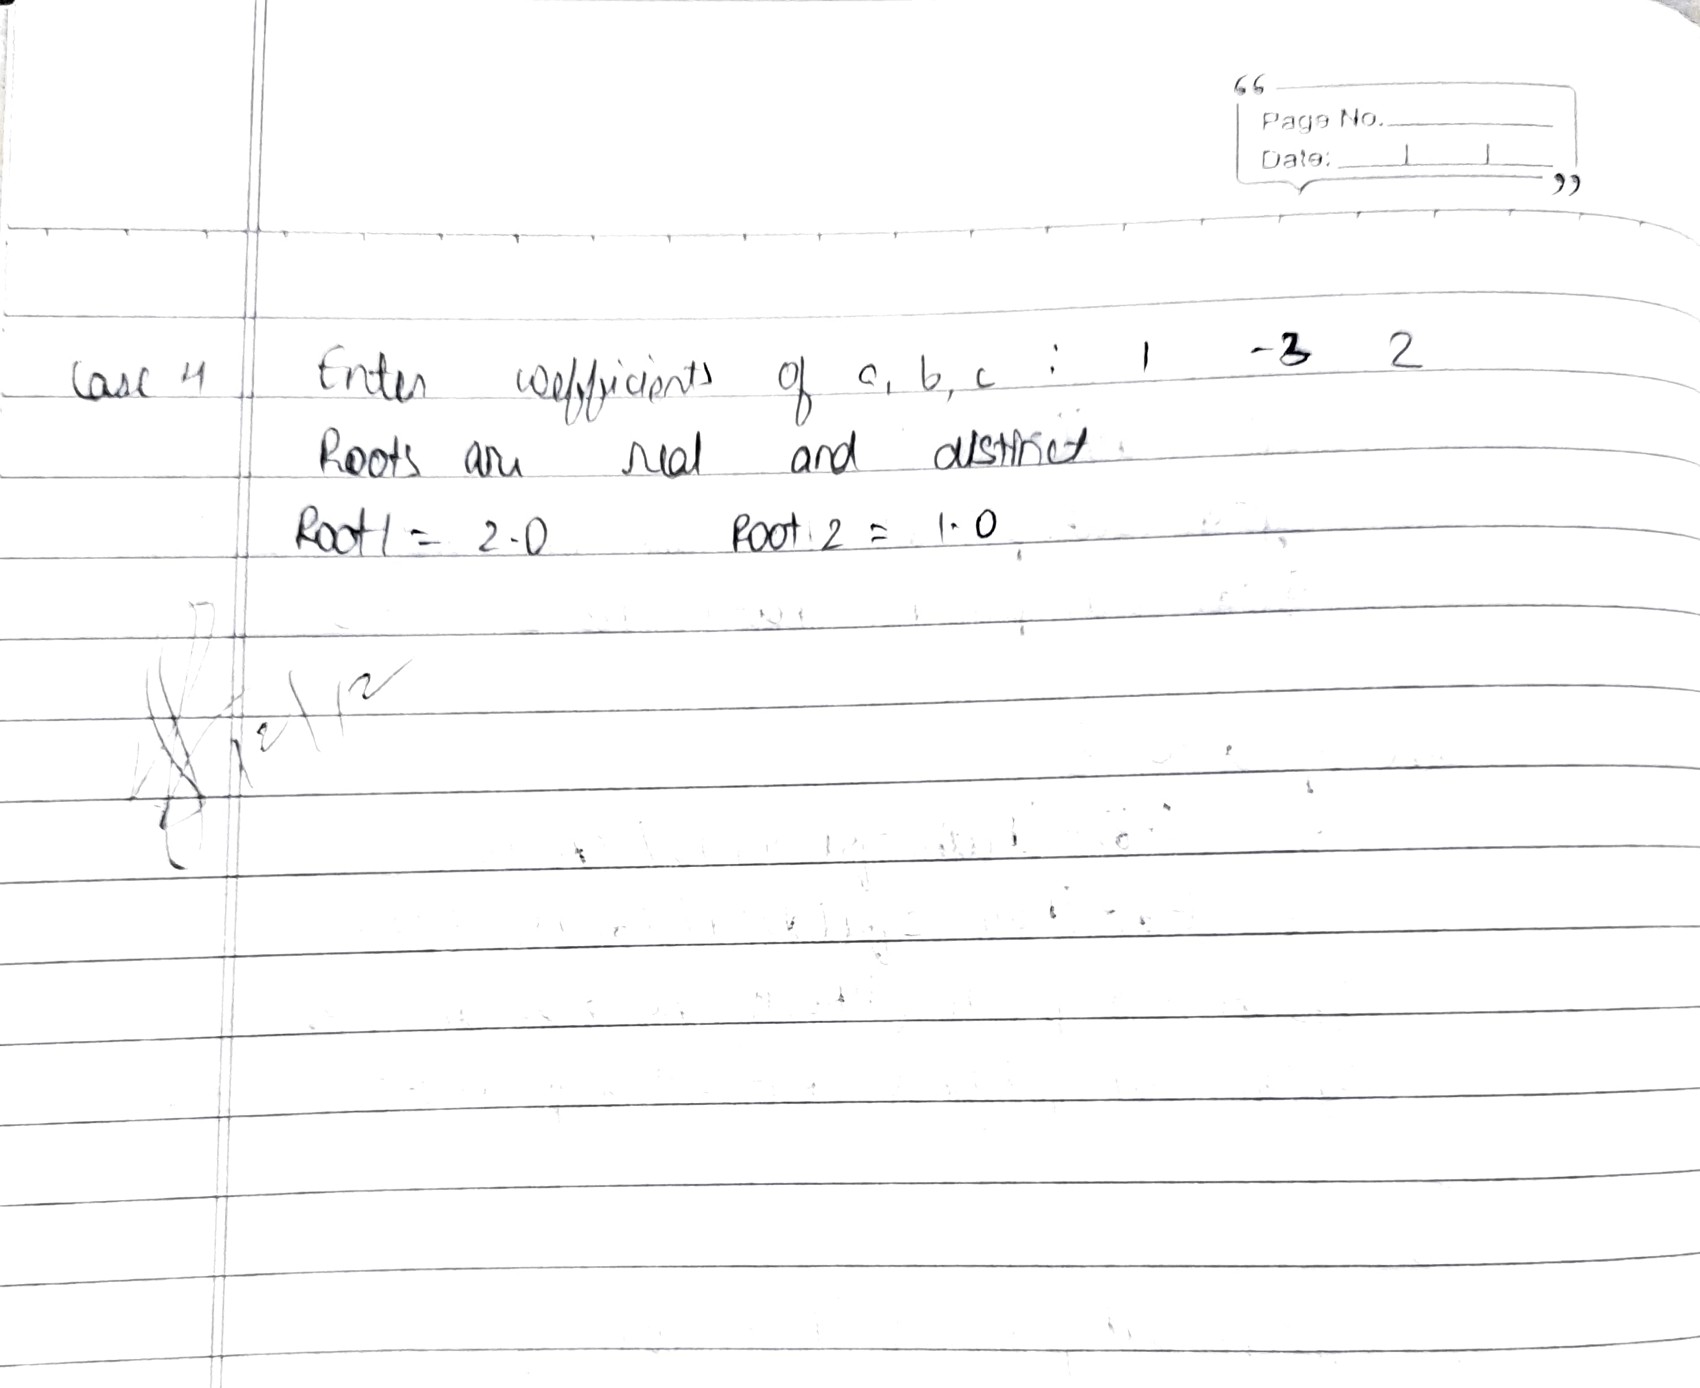 “
Page No.
Date:
”
Case 4 Enter coefficients of a, b, c : 1 -3 2
Roots are real and distinct
Root 1 = 2.0 Root 2 = 1.0